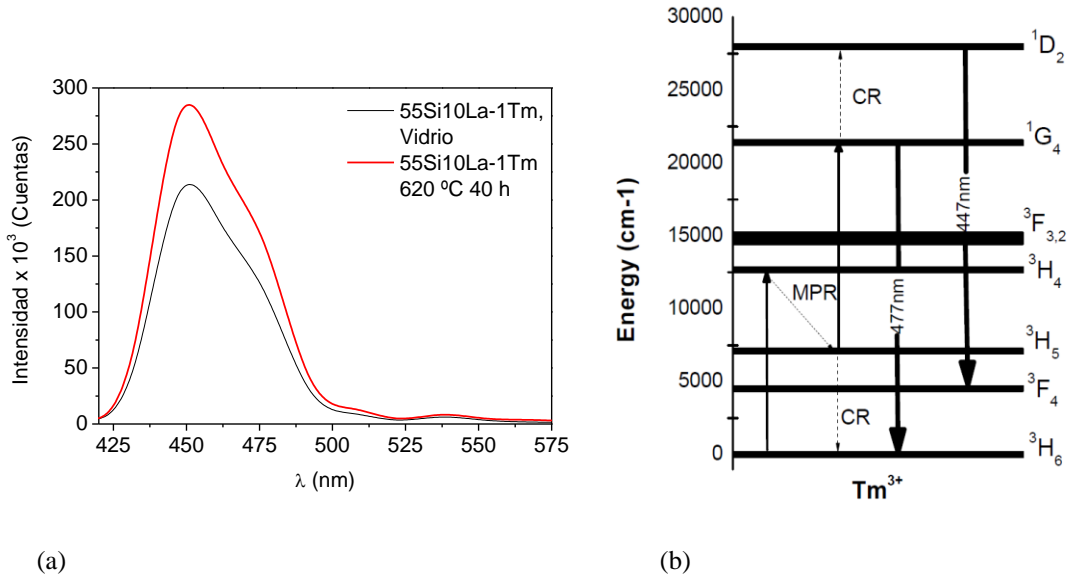 300
250
200
150
100
50
0
425 450 475 500 525 550 575
Intensidad x 10³ (Cuentas)
λ (nm)
55Si10La-1Tm,
Vidrio
55Si10La-1Tm
620 ºC 40 h
(a)
30000
25000
20000
15000
10000
5000
0
Energy (cm-1)
¹D₂
¹G₄
³F₃,₂
³H₄
³H₅
³F₄
³H₆
CR
MPR
CR
477nm
447nm
Tm³⁺
(b)